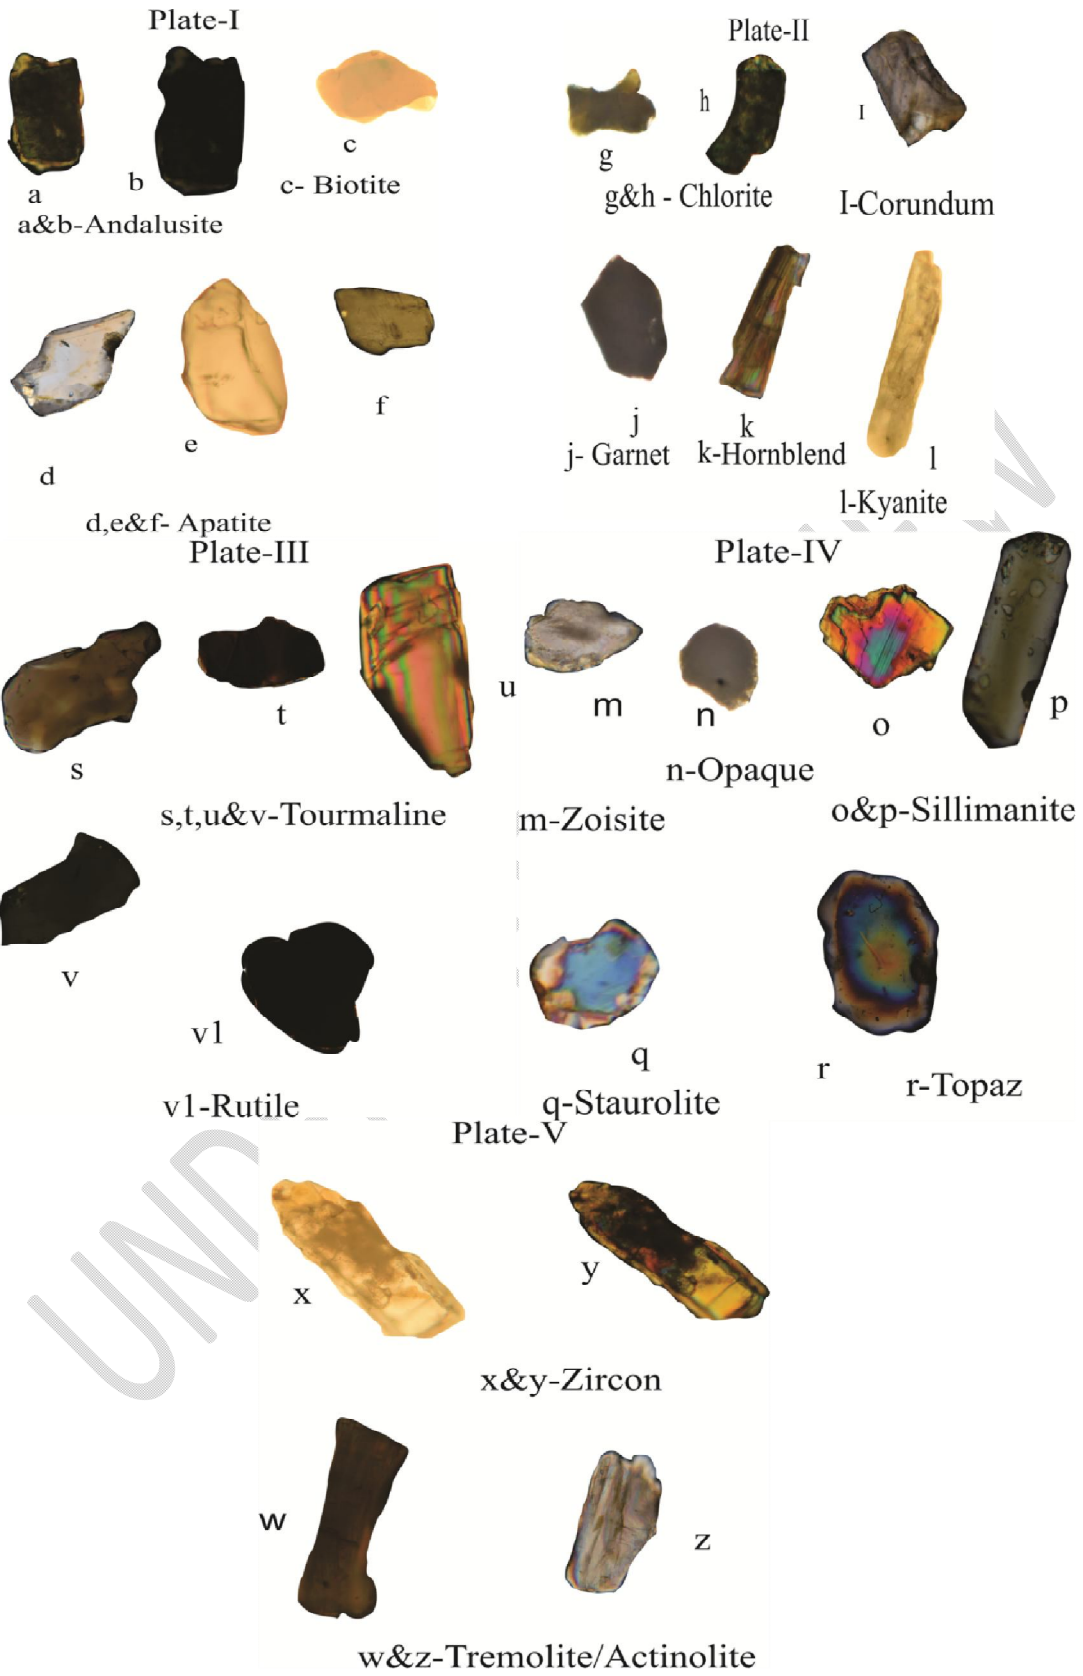 Plate-I
a
b
c
c- Biotite
a&b-Andalusite
d
e
f
d,e&f- Apatite
Plate-II
g
h
I
g&h - Chlorite
I-Corundum
j
k
l
j- Garnet
k-Hornblend
l-Kyanite
Plate-III
s
t
u
s,t,u&v-Tourmaline
v
v1
v1-Rutile
Plate-IV
m
n
o
p
n-Opaque
m-Zoisite
o&p-Sillimanite
q
r
q-Staurolite
r-Topaz
Plate-V
x
y
x&y-Zircon
w
z
w&z-Tremolite/Actinolite